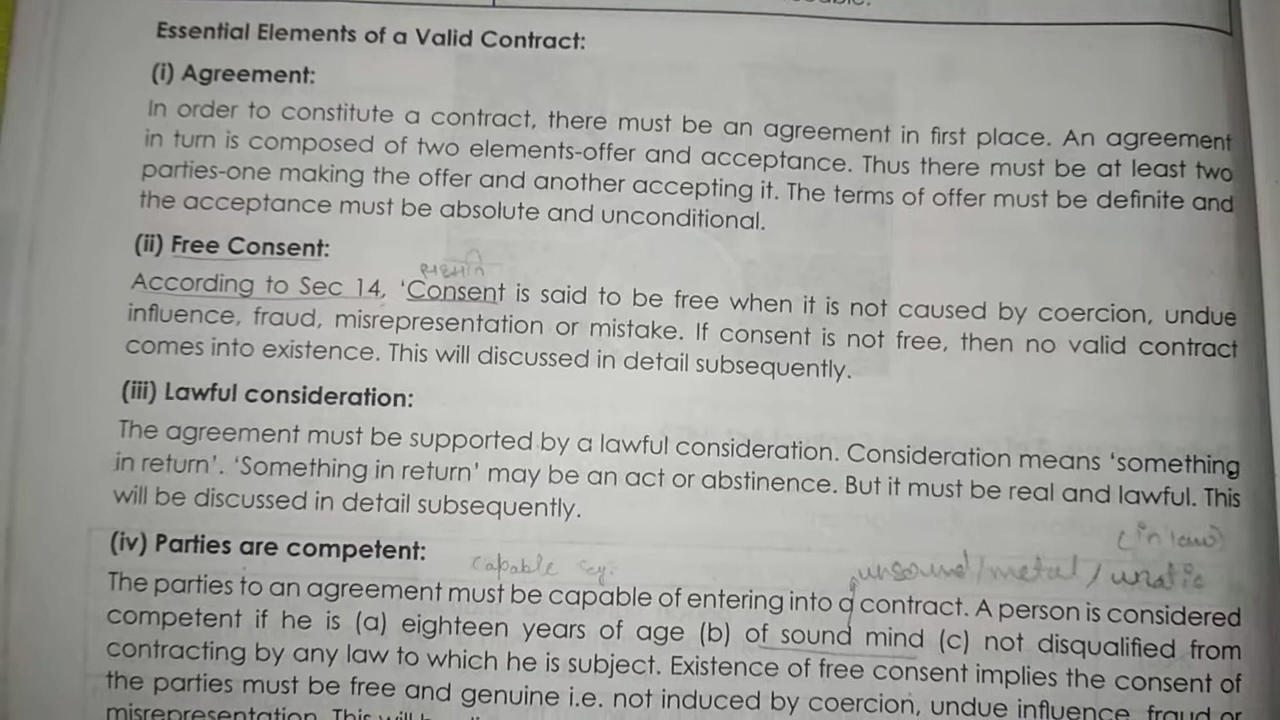 Essential Elements of a Valid Contract:
(i) Agreement:
In order to constitute a contract, there must be an agreement in first place. An agreement
in turn is composed of two elements-offer and acceptance. Thus there must be at least two
parties-one making the offer and another accepting it. The terms of offer must be definite and
the acceptance must be absolute and unconditional.
(ii) Free Consent:
According to Sec 14, 'Consent is said to be free when it is not caused by coercion, undue
influence, fraud, misrepresentation or mistake. If consent is not free, then no valid contract
comes into existence. This will discussed in detail subsequently.
(iii) Lawful consideration:
The agreement must be supported by a lawful consideration. Consideration means 'something
in return'. 'Something in return' may be an act or abstinence. But it must be real and lawful. This
will be discussed in detail subsequently.
(in law)
(iv) Parties are competent:
capable
unsound/metal/
The parties to an agreement must be capable of entering into a contract. A person is considered
competent if he is (a) eighteen years of age (b) of sound mind (c) not disqualified from
contracting by any law to which he is subject. Existence of free consent implies the consent of
the parties must be free and genuine i.e. not induced by coercion, undue influence, fraud or
misrepresentation. This will